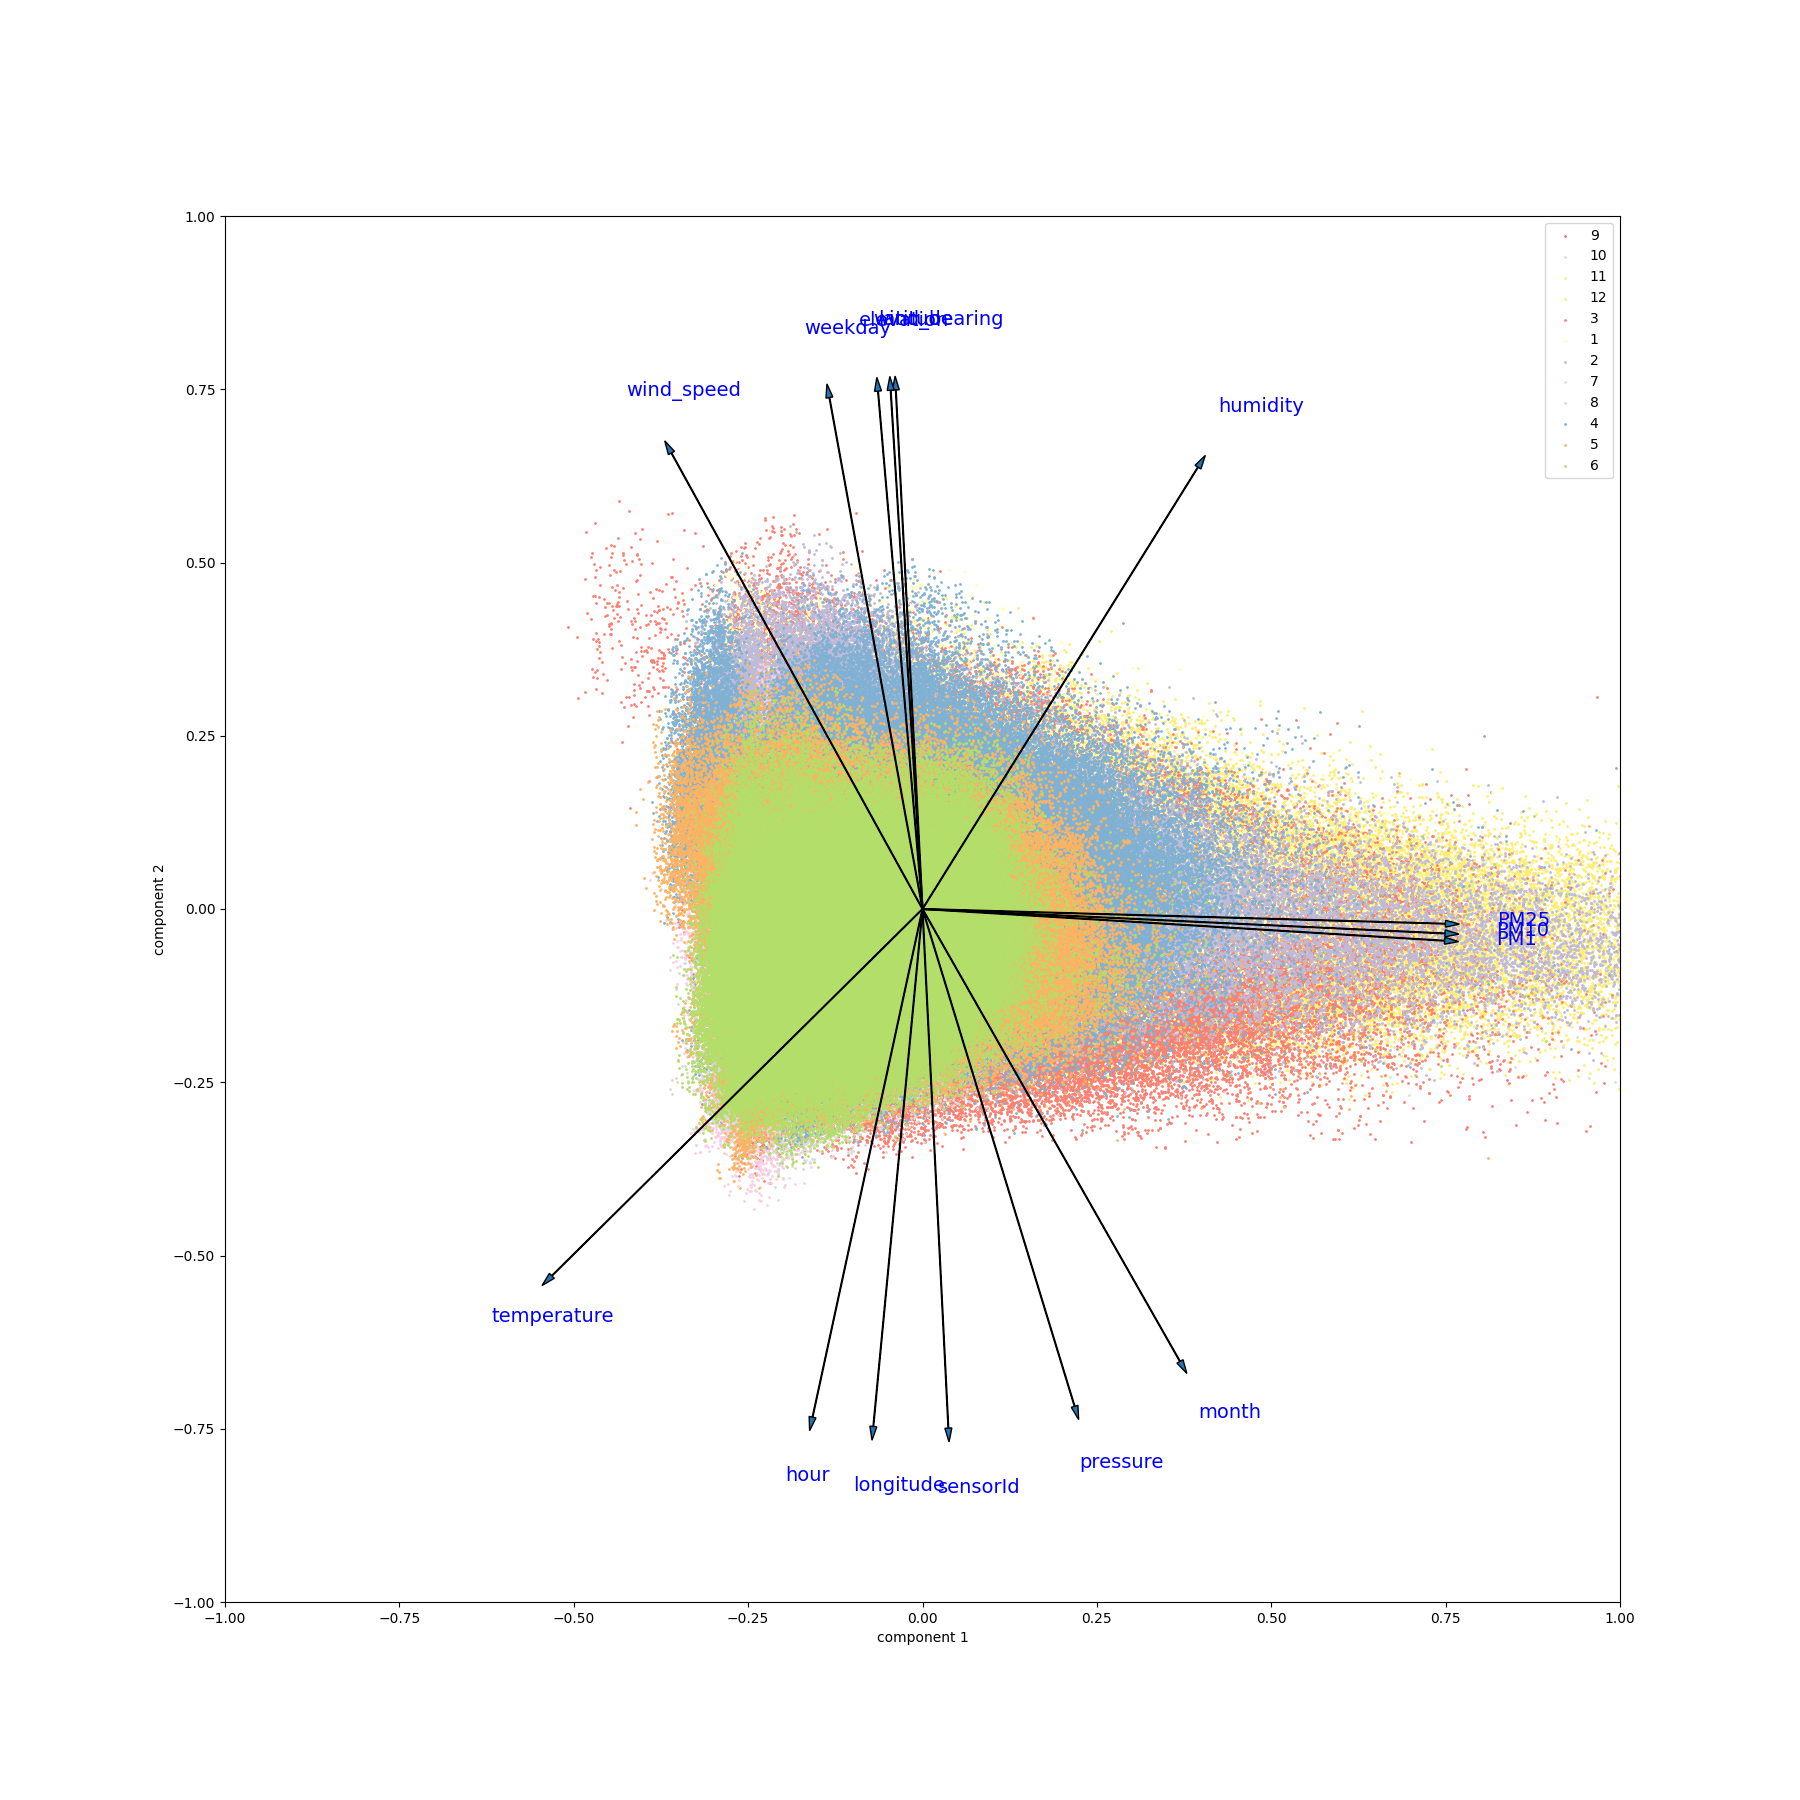 1.00
0.75
0.50
0.25
0.00
−0.25
−0.50
−0.75
−1.00
−1.00
−0.75
−0.50
−0.25
0.00
0.25
0.50
0.75
1.00
component 1
component 2
9
10
11
12
3
1
2
7
8
4
5
6
weekday
elevation
wind_bearing
wind_speed
humidity
PM25
PM10
PM1
temperature
month
pressure
hour
longitude
sensorId